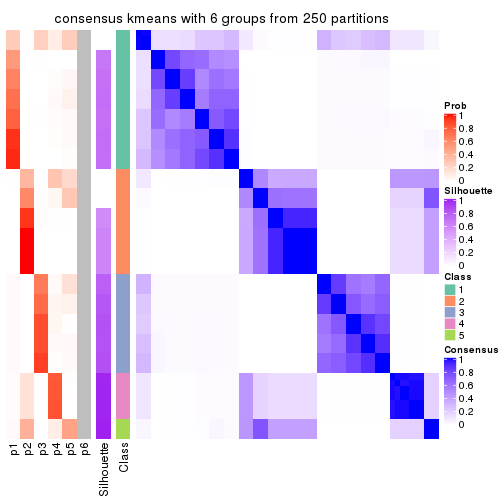 consensus kmeans with 6 groups from 250 partitions
Prob
1
0.8
0.6
0.4
0.2
0
Silhouette
1
0.8
0.6
0.4
0.2
0
Class
1
2
3
4
5
Consensus
1
0.8
0.6
0.4
0.2
0
p1
p2
p3
p4
p5
p6
Silhouette
Class